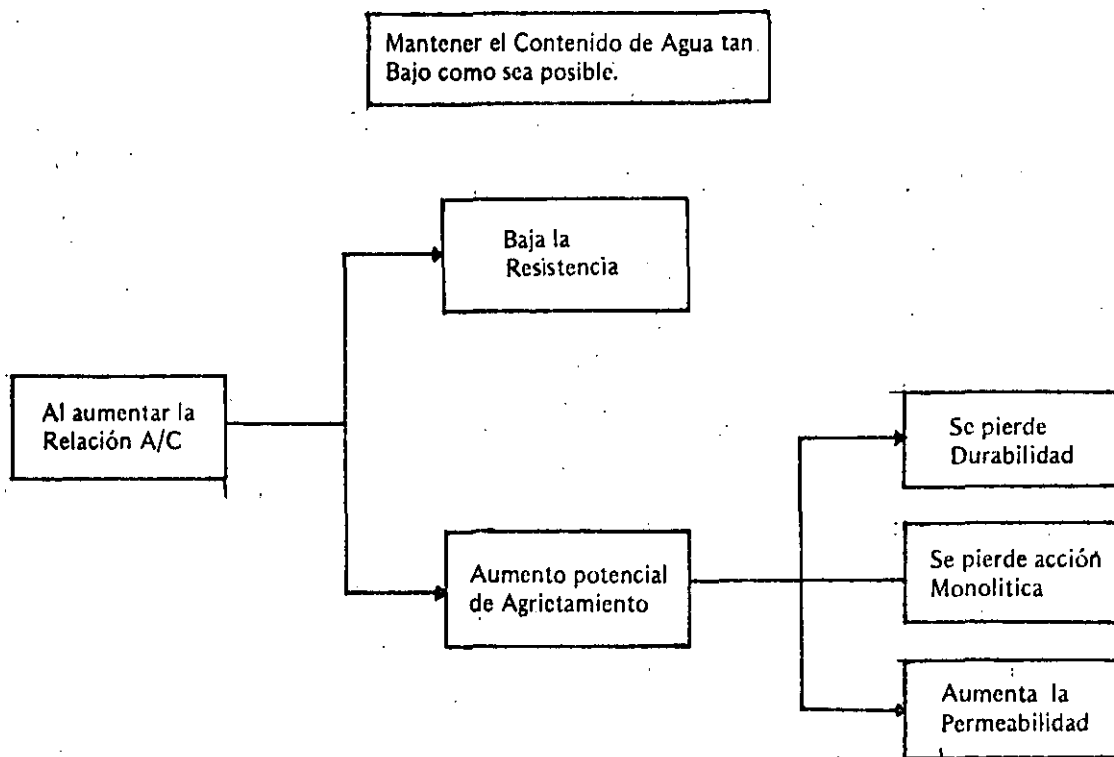 Mantener el Contenido de Agua tan
Bajo como sea posible.
Baja la
Resistencia
Al aumentar la
Relación A/C
Aumento potencial
de Agrictamiento
Se pierde
Durabilidad
Se pierde acción
Monolitica
Aumenta la
Permeabilidad